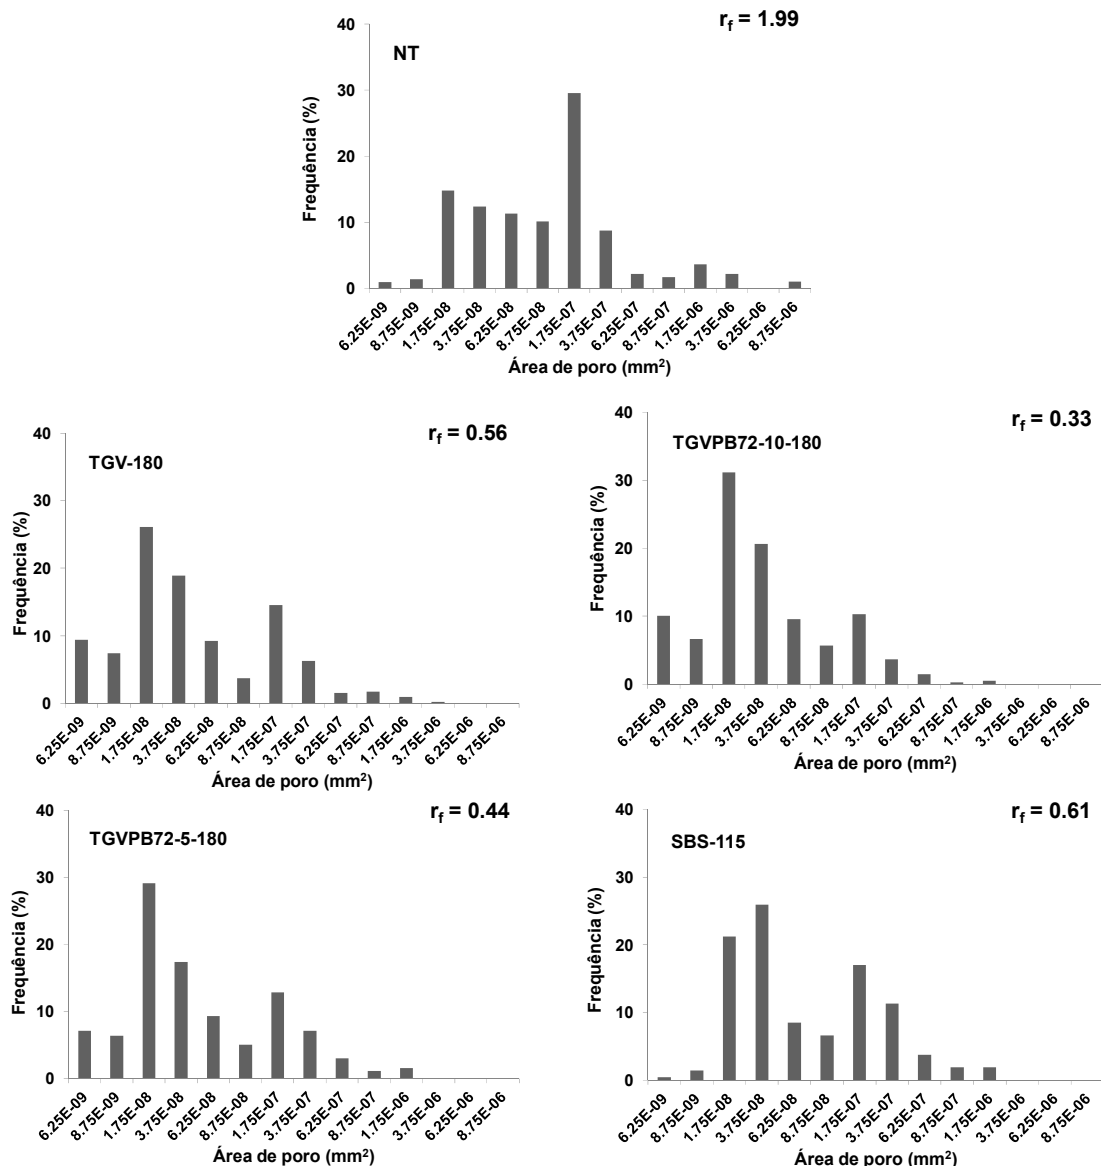 r_f = 1.99
NT
Frequência (%)
40
30
20
10
0
6.25E-09 8.75E-09 1.75E-08 3.75E-08 6.25E-08 8.75E-08 1.75E-07 3.75E-07 6.25E-07 8.75E-07 1.75E-06 3.75E-06 6.25E-06 8.75E-06
Área de poro (mm²)
r_f = 0.56
TGV-180
Frequência (%)
40
30
20
10
0
6.25E-09 8.75E-09 1.75E-08 3.75E-08 6.25E-08 8.75E-08 1.75E-07 3.75E-07 6.25E-07 8.75E-07 1.75E-06 3.75E-06 6.25E-06 8.75E-06
Área de poro (mm²)
r_f = 0.33
TGVPB72-10-180
Frequência (%)
40
30
20
10
0
6.25E-09 8.75E-09 1.75E-08 3.75E-08 6.25E-08 8.75E-08 1.75E-07 3.75E-07 6.25E-07 8.75E-07 1.75E-06 3.75E-06 6.25E-06 8.75E-06
Área de poro (mm²)
r_f = 0.44
TGVPB72-5-180
Frequência (%)
40
30
20
10
0
6.25E-09 8.75E-09 1.75E-08 3.75E-08 6.25E-08 8.75E-08 1.75E-07 3.75E-07 6.25E-07 8.75E-07 1.75E-06 3.75E-06 6.25E-06 8.75E-06
Área de poro (mm²)
r_f = 0.61
SBS-115
Frequência (%)
40
30
20
10
0
6.25E-09 8.75E-09 1.75E-08 3.75E-08 6.25E-08 8.75E-08 1.75E-07 3.75E-07 6.25E-07 8.75E-07 1.75E-06 3.75E-06 6.25E-06 8.75E-06
Área de poro (mm²)